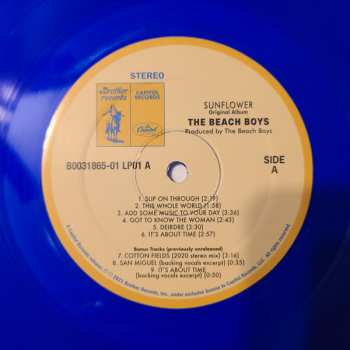 STEREO
Brother
records
CAPITOL
RECORDS
Capitol
SUNFLOWER
Original Album
THE BEACH BOYS
Produced by The Beach Boys
B0031865-01 LP01 A
SIDE
A
1. SLIP ON THROUGH (2:19)
2. THIS WHOLE WORLD (1:58)
3. ADD SOME MUSIC TO YOUR DAY (3:36)
4. GOT TO KNOW THE WOMAN (2:43)
5. DEIRDRE (3:30)
6. IT'S ABOUT TIME (2:57)
Bonus Tracks (previously unreleased)
7. COTTON FIELDS (2020 stereo mix) (3:16)
8. SAN MIGUEL (backing vocals excerpt) (0:35)
9. IT'S ABOUT TIME
(backing vocals excerpt) (0:50)